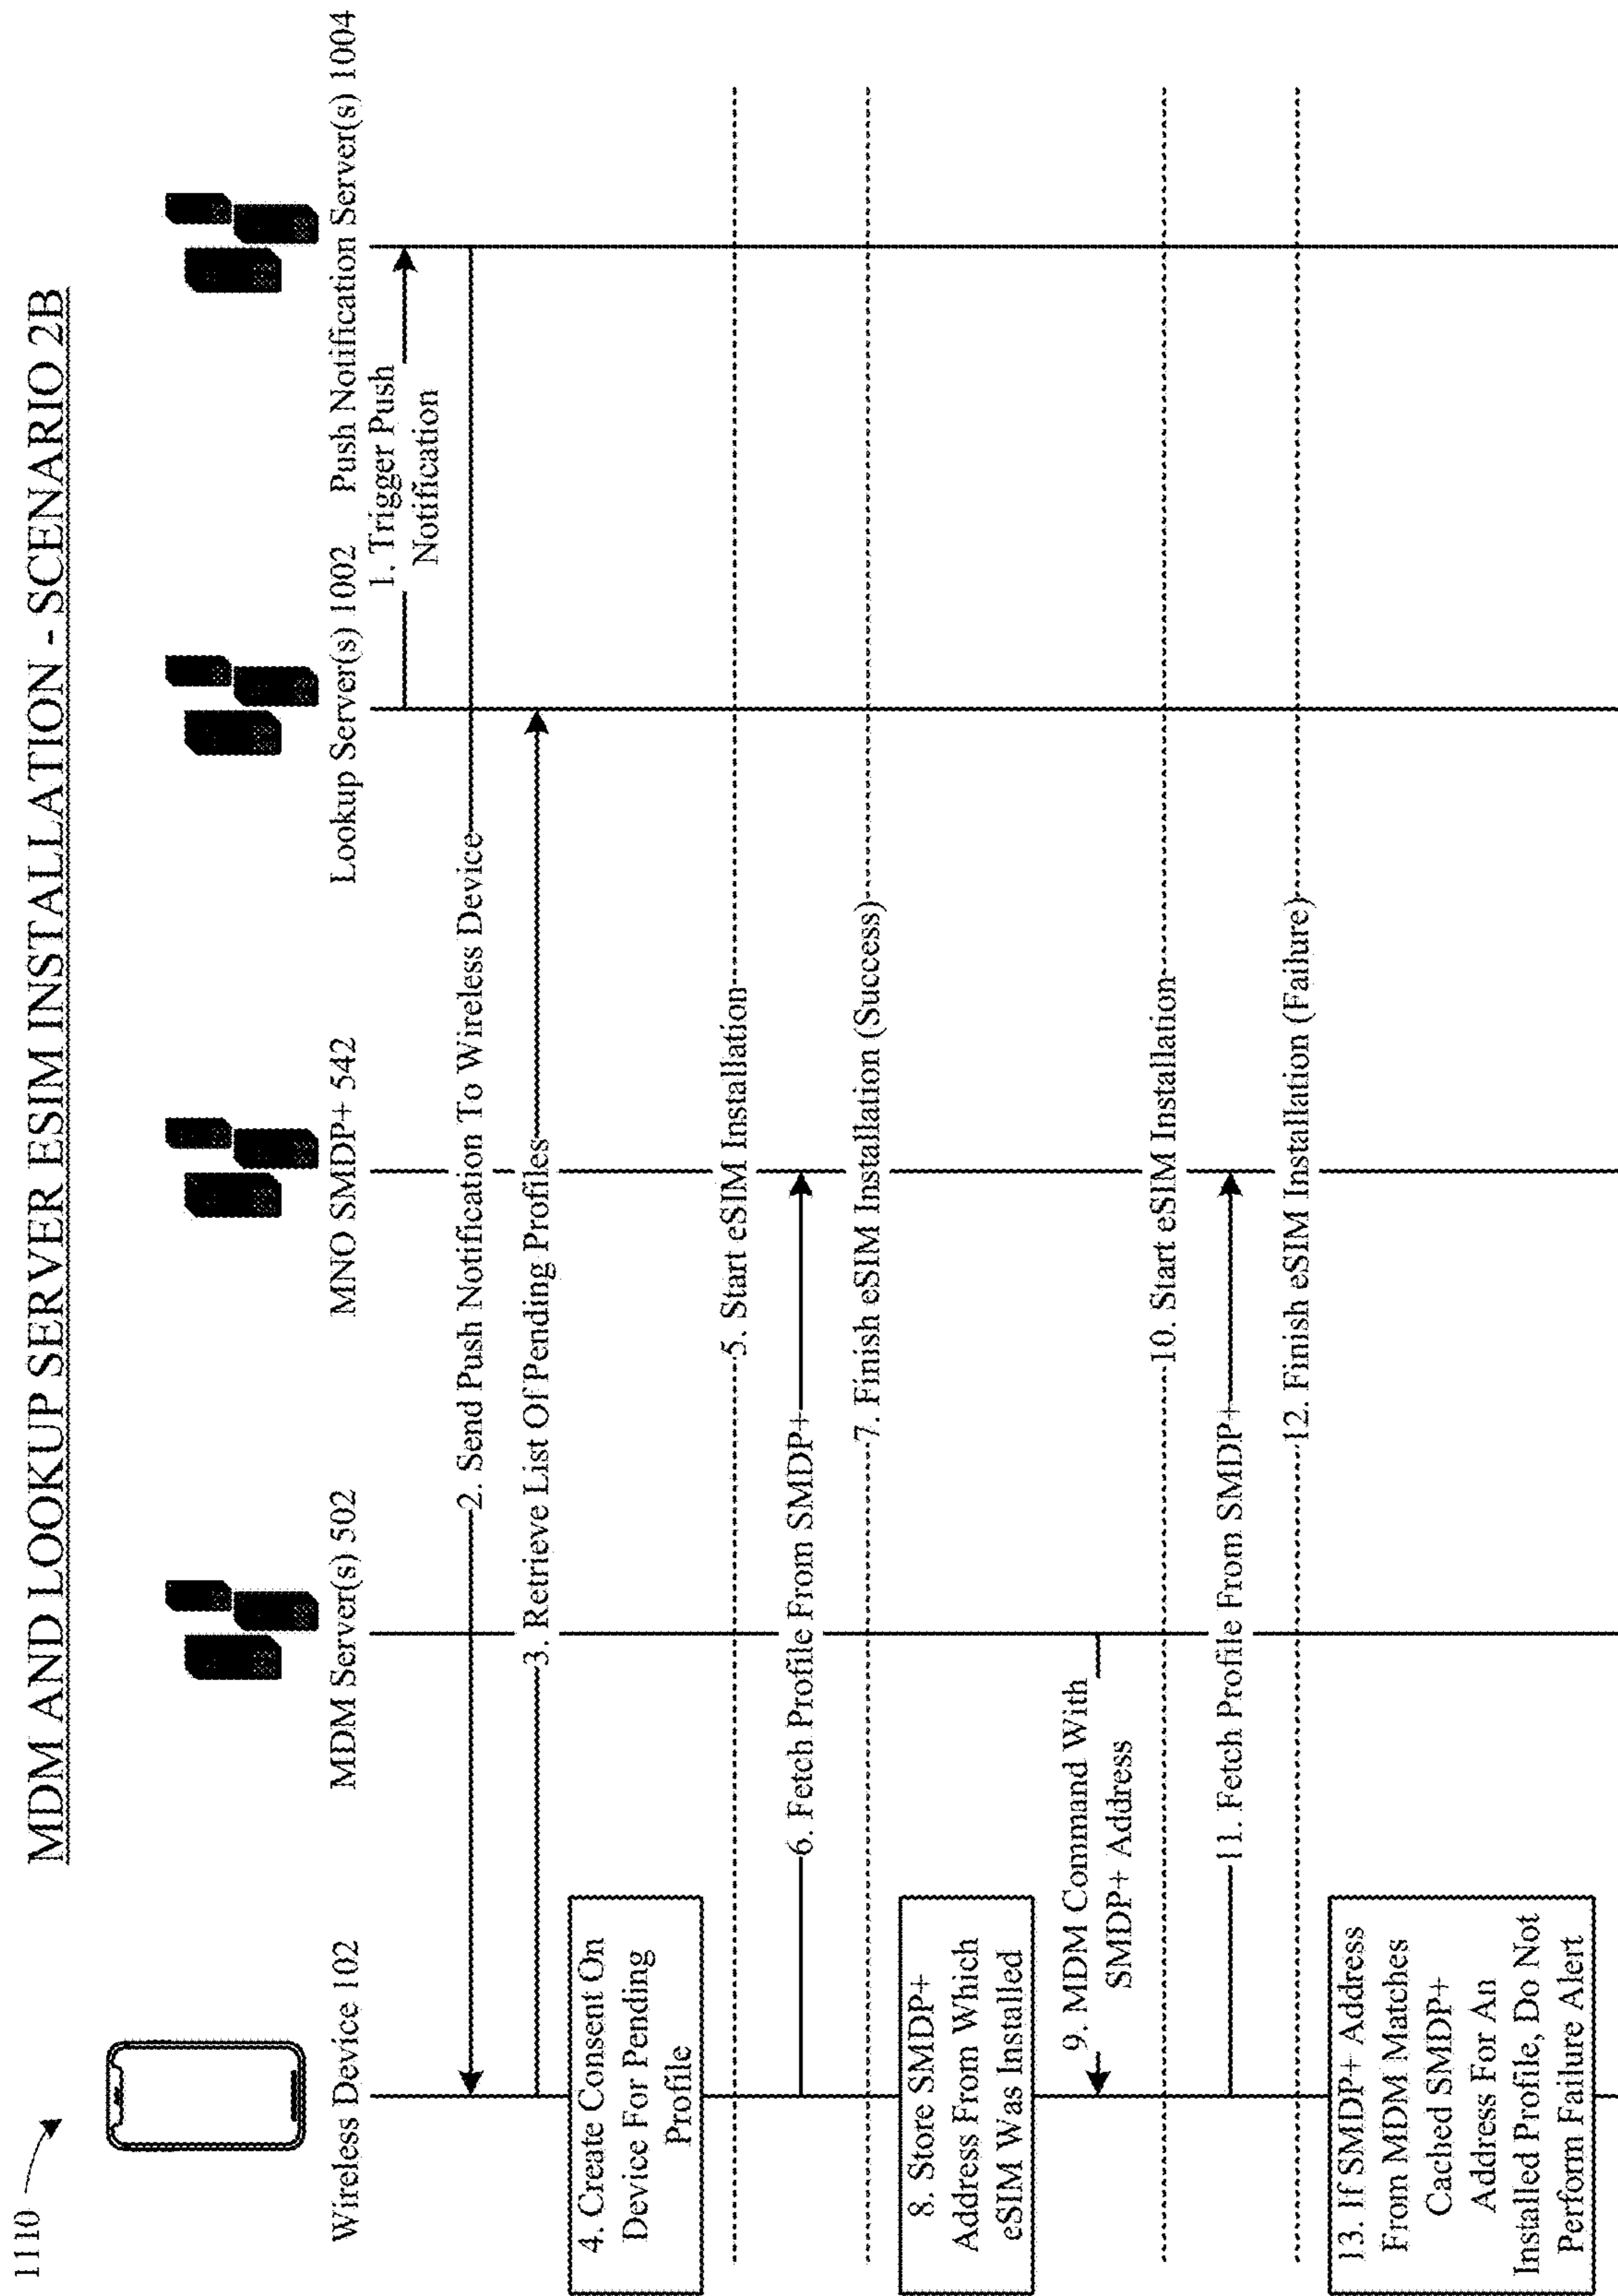 1110
MDM AND LOOKUP SERVER ESIM INSTALLATION - SCENARIO 2B
Wireless Device 102
MDM Server(s) 502
MNO SMDP+ 542
Lookup Server(s) 1002
Push Notification Server(s) 1004
1. Trigger Push
Notification
2. Send Push Notification To Wireless Device
3. Retrieve List Of Pending Profiles
4. Create Consent On
Device For Pending
Profile
5. Start eSIM Installation
6. Fetch Profile From SMDP+
7. Finish eSIM Installation (Success)
8. Store SMDP+
Address From Which
eSIM Was Installed
9. MDM Command With
SMDP+ Address
10. Start eSIM Installation
11. Fetch Profile From SMDP+
12. Finish eSIM Installation (Failure)
13. If SMDP+ Address
From MDM Matches
Cached SMDP+
Address For An
Installed Profile, Do Not
Perform Failure Alert